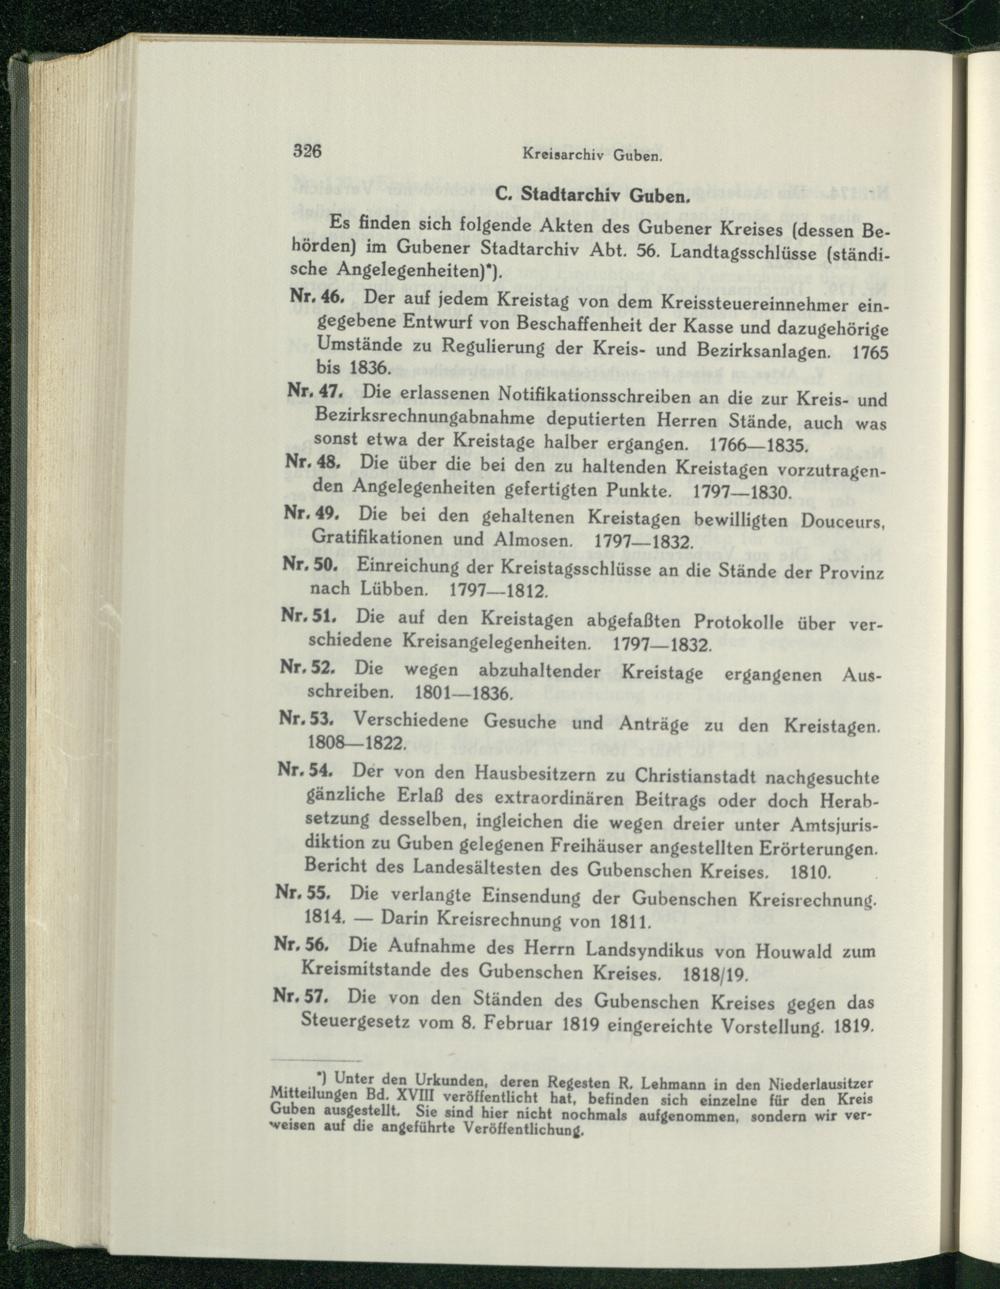 326
Kreisarchiv Guben.
C. Stadtarchiv Guben.
Es finden sich folgende Akten des Gubener Kreises (dessen Be-
hörden) im Gubener Stadtarchiv Abt. 56. Landtagsschlüsse (ständi-
sche Angelegenheiten)*).
Nr. 46. Der auf jedem Kreistag von dem Kreissteuereinnehmer ein-
gegebene Entwurf von Beschaffenheit der Kasse und dazugehörige
Umstände zu Regulierung der Kreis- und Bezirksanlagen. 1765
bis 1836.
Nr. 47. Die erlassenen Notifikationsschreiben an die zur Kreis- und
Bezirksrechnungabnahme deputierten Herren Stände, auch was
sonst etwa der Kreistage halber ergangen. 1766—1835.
Nr. 48. Die über die bei den zu haltenden Kreistagen vorzutragen-
den Angelegenheiten gefertigten Punkte. 1797—1830.
Nr. 49. Die bei den gehaltenen Kreistagen bewilligten Douceurs,
Gratifikationen und Almosen. 1797—1832.
Nr. 50. Einreichung der Kreistagsschlüsse an die Stände der Provinz
nach Lübben. 1797—1812.
Nr. 51. Die auf den Kreistagen abgefaßten Protokolle über ver-
schiedene Kreisangelegenheiten. 1797—1832.
Nr. 52. Die wegen abzuhaltender Kreistage ergangenen Aus-
schreiben. 1801—1836.
Nr. 53. Verschiedene Gesuche und Anträge zu den Kreistagen.
1808—1822.
Nr. 54. Der von den Hausbesitzern zu Christianstadt nachgesuchte
gänzliche Erlaß des extraordinären Beitrags oder doch Herab-
setzung desselben, ingleichen die wegen dreier unter Amtsjuris-
diktion zu Guben gelegenen Freihäuser angestellten Erörterungen.
Bericht des Landesältesten des Gubenschen Kreises. 1810.
Nr. 55. Die verlangte Einsendung der Gubenschen Kreisrechnung.
1814. — Darin Kreisrechnung von 1811.
Nr. 56. Die Aufnahme des Herrn Landsyndikus von Houwald zum
Kreismitstande des Gubenschen Kreises. 1818/19.
Nr. 57. Die von den Ständen des Gubenschen Kreises gegen das
Steuergesetz vom 8. Februar 1819 eingereichte Vorstellung. 1819.
*) Unter den Urkunden, deren Regesten R. Lehmann in den Niederlausitzer
Mitteilungen Bd. XVIII veröffentlicht hat, befinden sich einzelne für den Kreis
Guben ausgestellt. Sie sind hier nicht nochmals aufgenommen, sondern wir ver-
weisen auf die angeführte Veröffentlichung.